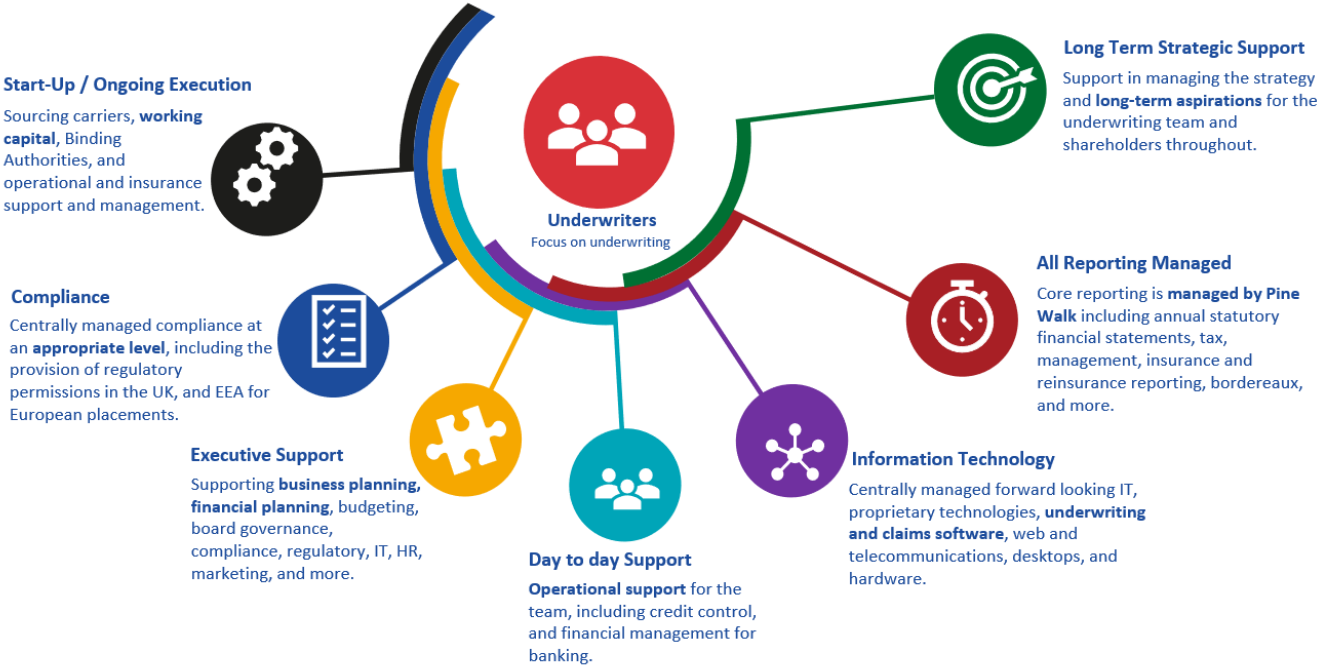 Start-Up / Ongoing Execution
Sourcing carriers, working
capital, Binding
Authorities, and
operational and insurance
support and management.
Compliance
Centrally managed compliance at
an appropriate level, including the
provision of regulatory
permissions in the UK, and EEA for
European placements.
Executive Support
Supporting business planning,
financial planning, budgeting,
board governance,
compliance, regulatory, IT, HR,
marketing, and more.
Underwriters
Focus on underwriting
Day to day Support
Operational support for the
team, including credit control,
and financial management for
banking.
Information Technology
Centrally managed forward looking IT,
proprietary technologies, underwriting
and claims software, web and
telecommunications, desktops, and
hardware.
All Reporting Managed
Core reporting is managed by Pine
Walk including annual statutory
financial statements, tax,
management, insurance and
reinsurance reporting, bordereaux,
and more.
Long Term Strategic Support
Support in managing the strategy
and long-term aspirations for the
underwriting team and
shareholders throughout.